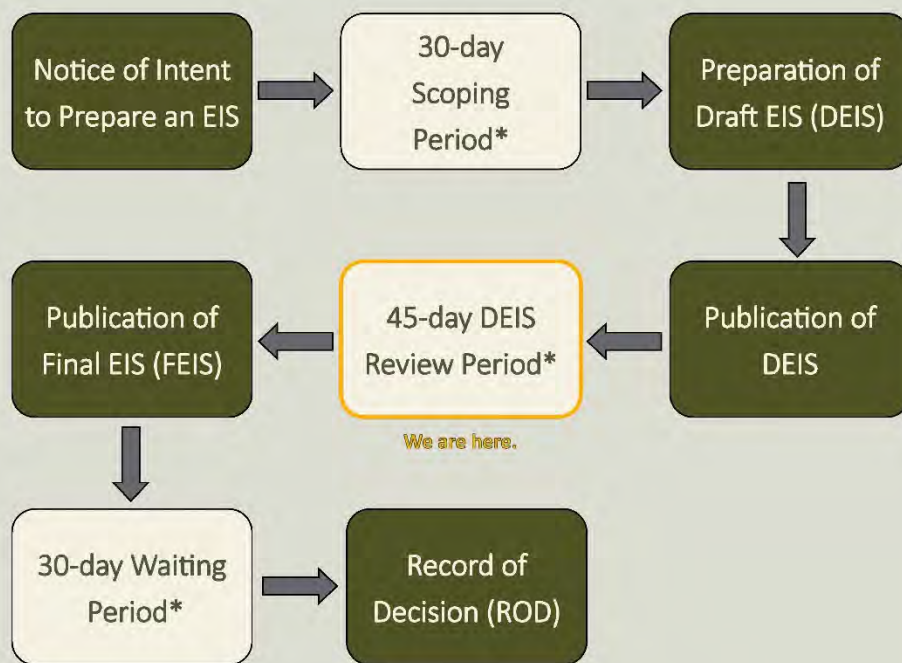 Notice of Intent
to Prepare an EIS
30-day
Scoping
Period*
Preparation of
Draft EIS (DEIS)
Publication of
DEIS
45-day DEIS
Review Period*
We are here.
Publication of
Final EIS (FEIS)
30-day Waiting
Period*
Record of
Decision (ROD)